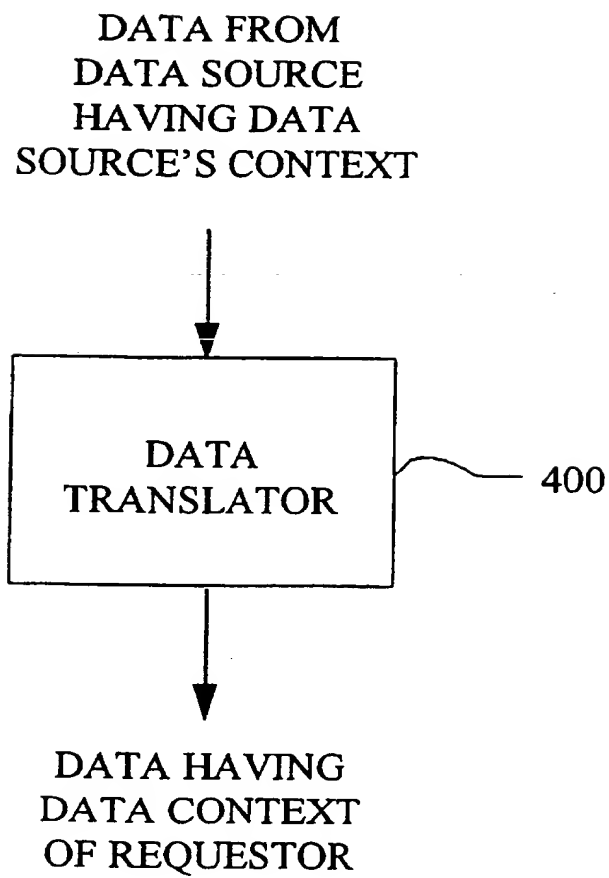 DATA FROM
DATA SOURCE
HAVING DATA
SOURCE'S CONTEXT
DATA
TRANSLATOR
400
DATA HAVING
DATA CONTEXT
OF REQUESTOR